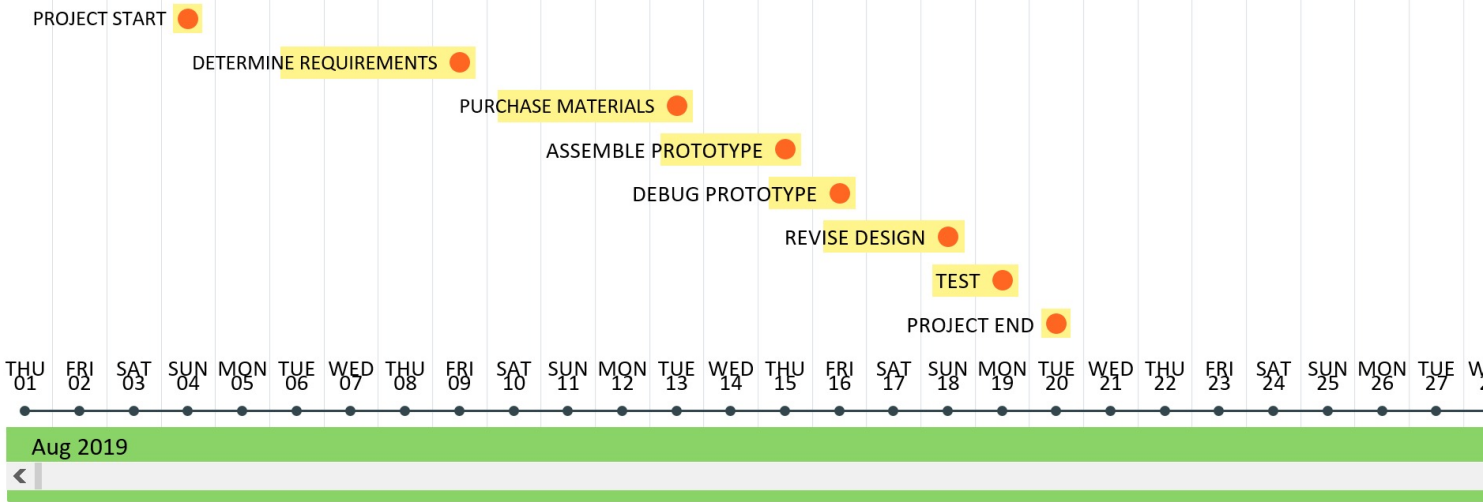 PROJECT START
DETERMINE REQUIREMENTS
PURCHASE MATERIALS
ASSEMBLE PROTOTYPE
DEBUG PROTOTYPE
REVISE DESIGN
TEST
PROJECT END
THU FRI SAT SUN MON TUE WED THU FRI SAT SUN MON TUE WED THU FRI SAT SUN MON TUE WED THU FRI SAT SUN MON TUE
01 02 03 04 05 06 07 08 09 10 11 12 13 14 15 16 17 18 19 20 21 22 23 24 25 26 27
Aug 2019